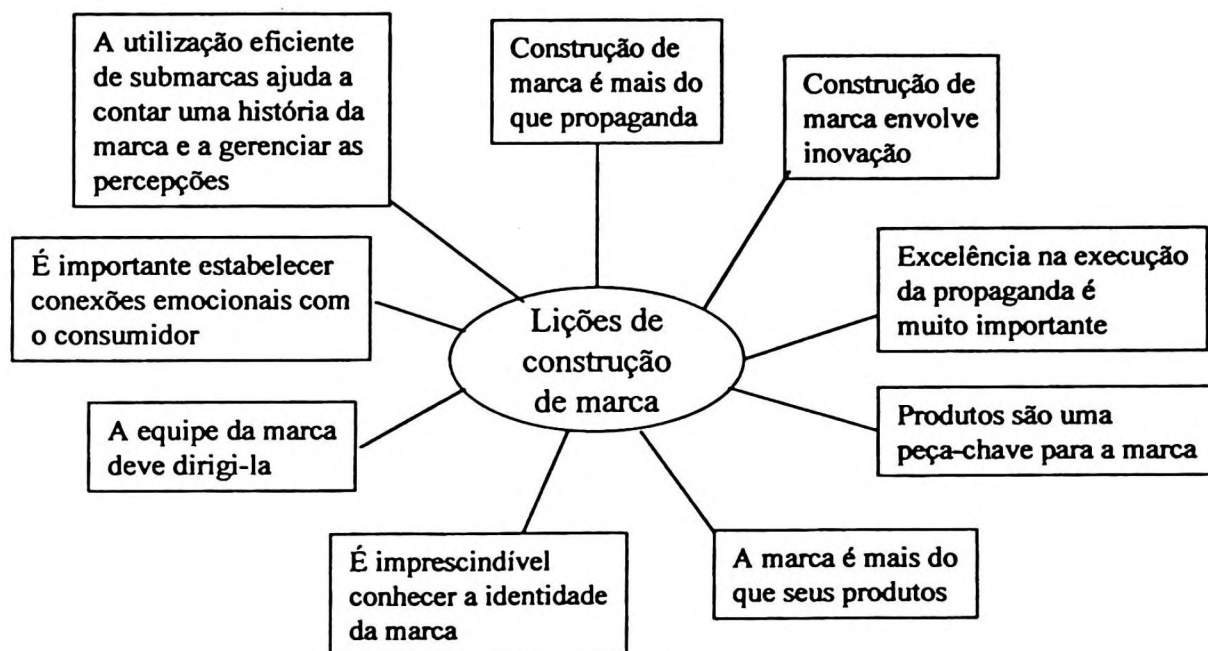 A utilização eficiente
de submarcas ajuda a
contar uma história da
marca e a gerenciar as
percepções
Construção de
marca é mais do
que propaganda
Construção de
marca envolve
inovação
É importante estabelecer
conexões emocionais com
o consumidor
Lições de
construção
de marca
Excelência na execução
da propaganda é
muito importante
A equipe da marca
deve dirigi-la
Produtos são uma
peça-chave para a marca
É imprescindível
conhecer a identidade
da marca
A marca é mais do
que seus produtos